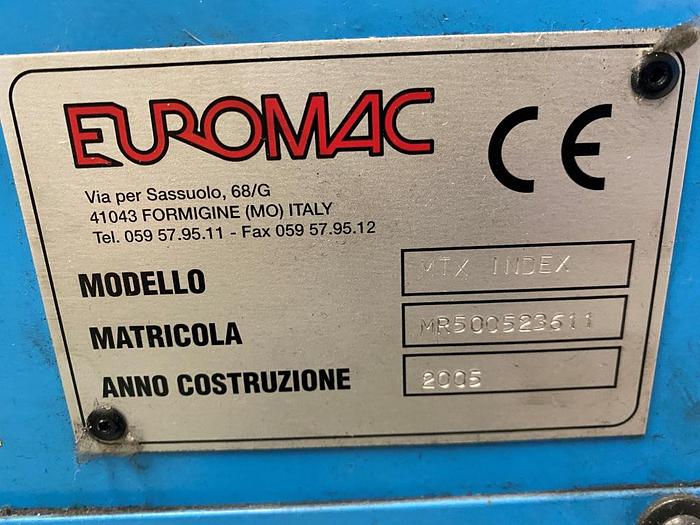 EUROMAC
CE
Via per Sassuolo, 68/G
41043 FORMIGINE (MO) ITALY
Tel. 059 57.95.11 - Fax 059 57.95.12
MODELLO MTX INDEX
MATRICOLA MR500523611
ANNO COSTRUZIONE 2005